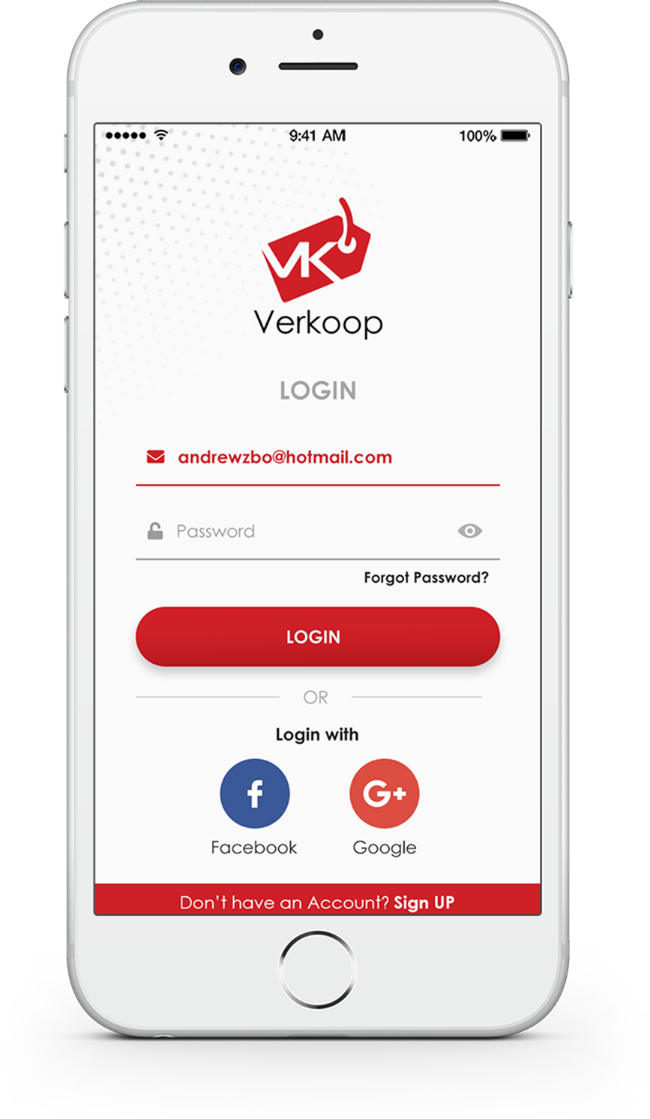 9:41 AM 100%
VK
Verkoop
LOGIN
andrewzbo@hotmail.com
Password
Forgot Password?
LOGIN
OR
Login with
f G+
Facebook Google
Don't have an Account? Sign UP